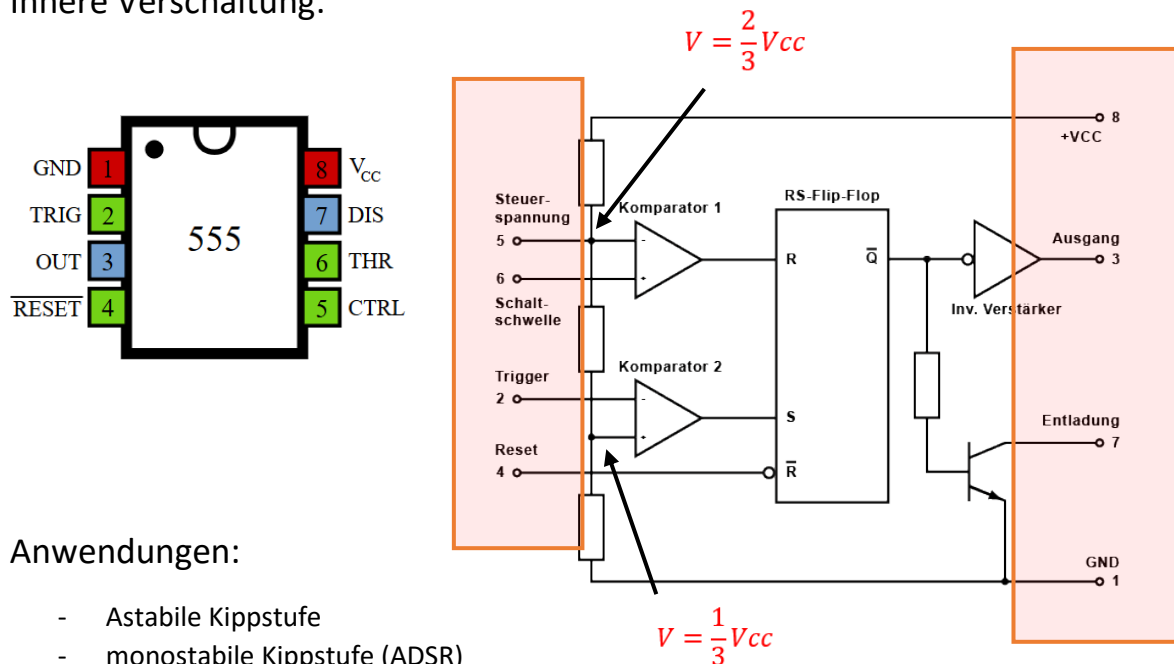 Innere Verschaltung:
GND 1
TRIG 2
OUT 3
RESET 4
555
8 VCC
7 DIS
6 THR
5 CTRL
V = 2/3 Vcc
8
+VCC
Steuer-
spannung
5
6
Schalt-
schwelle
Komparator 1
-
+
RS-Flip-Flop
R
Q
Ausgang
3
Inv. Verstärker
Trigger
2
Komparator 2
-
+
S
Reset
4
R
Entladung
7
GND
1
V = 1/3 Vcc
Anwendungen:
- Astabile Kippstufe
- monostabile Kippstufe (ADSR)